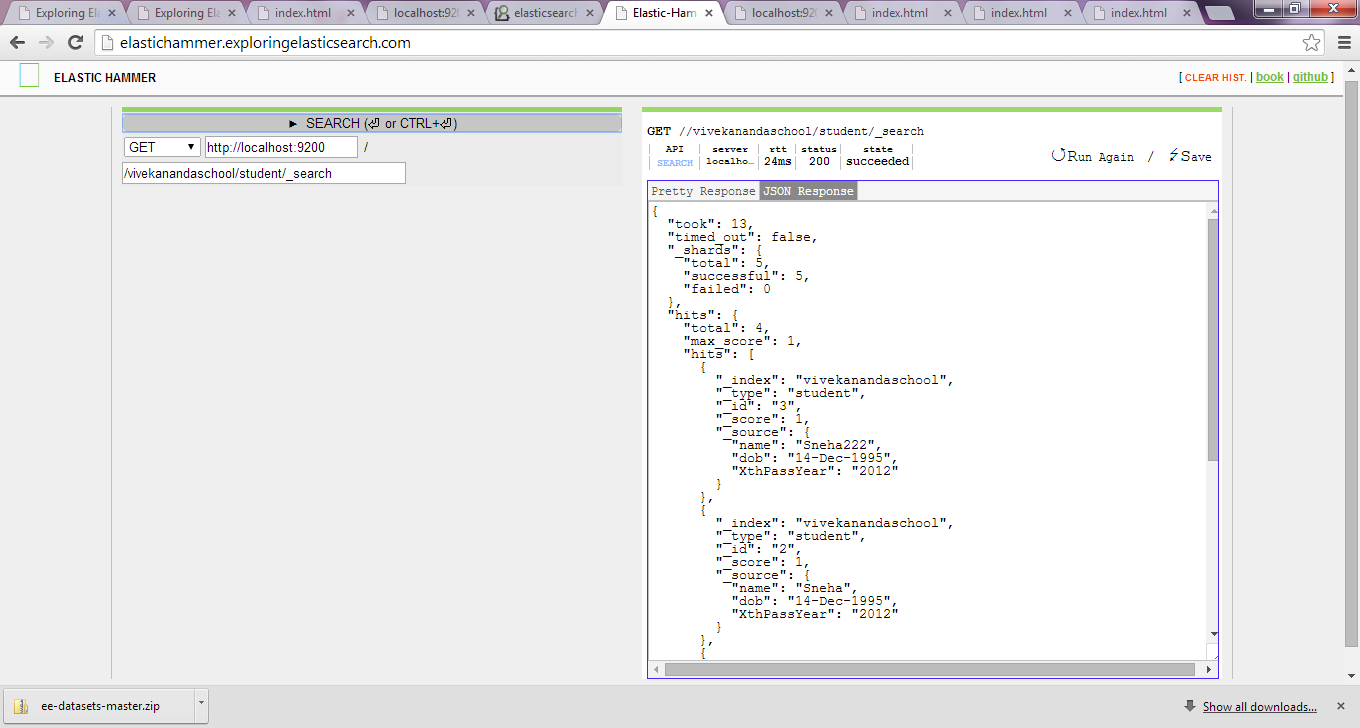 Exploring Ela
Exploring Ela
index.html
localhost:920
elasticsearch
Elastic-Ham
localhost:920
index.html
index.html
index.html
elastichammer.exploringelasticsearch.com
ELASTIC HAMMER
[ CLEAR HIST. | book | github ]
► SEARCH (⏎ or CTRL+⏎)
GET http://localhost:9200 /
/vivekanandaschool/student/_search
GET //vivekanandaschool/student/_search
API server rtt status state
SEARCH localho… 24ms 200 succeeded
Run Again / Save
Pretty Response JSON Response
{
"took": 13,
"timed_out": false,
"_shards": {
"total": 5,
"successful": 5,
"failed": 0
},
"hits": {
"total": 4,
"max_score": 1,
"hits": [
{
"_index": "vivekanandaschool",
"_type": "student",
"_id": "3",
"_score": 1,
"_source": {
"name": "Sneha222",
"dob": "14-Dec-1995",
"XthPassYear": "2012"
}
},
{
"_index": "vivekanandaschool",
"_type": "student",
"_id": "2",
"_score": 1,
"_source": {
"name": "Sneha",
"dob": "14-Dec-1995",
"XthPassYear": "2012"
}
},
{
ee-datasets-master.zip
Show all downloads...